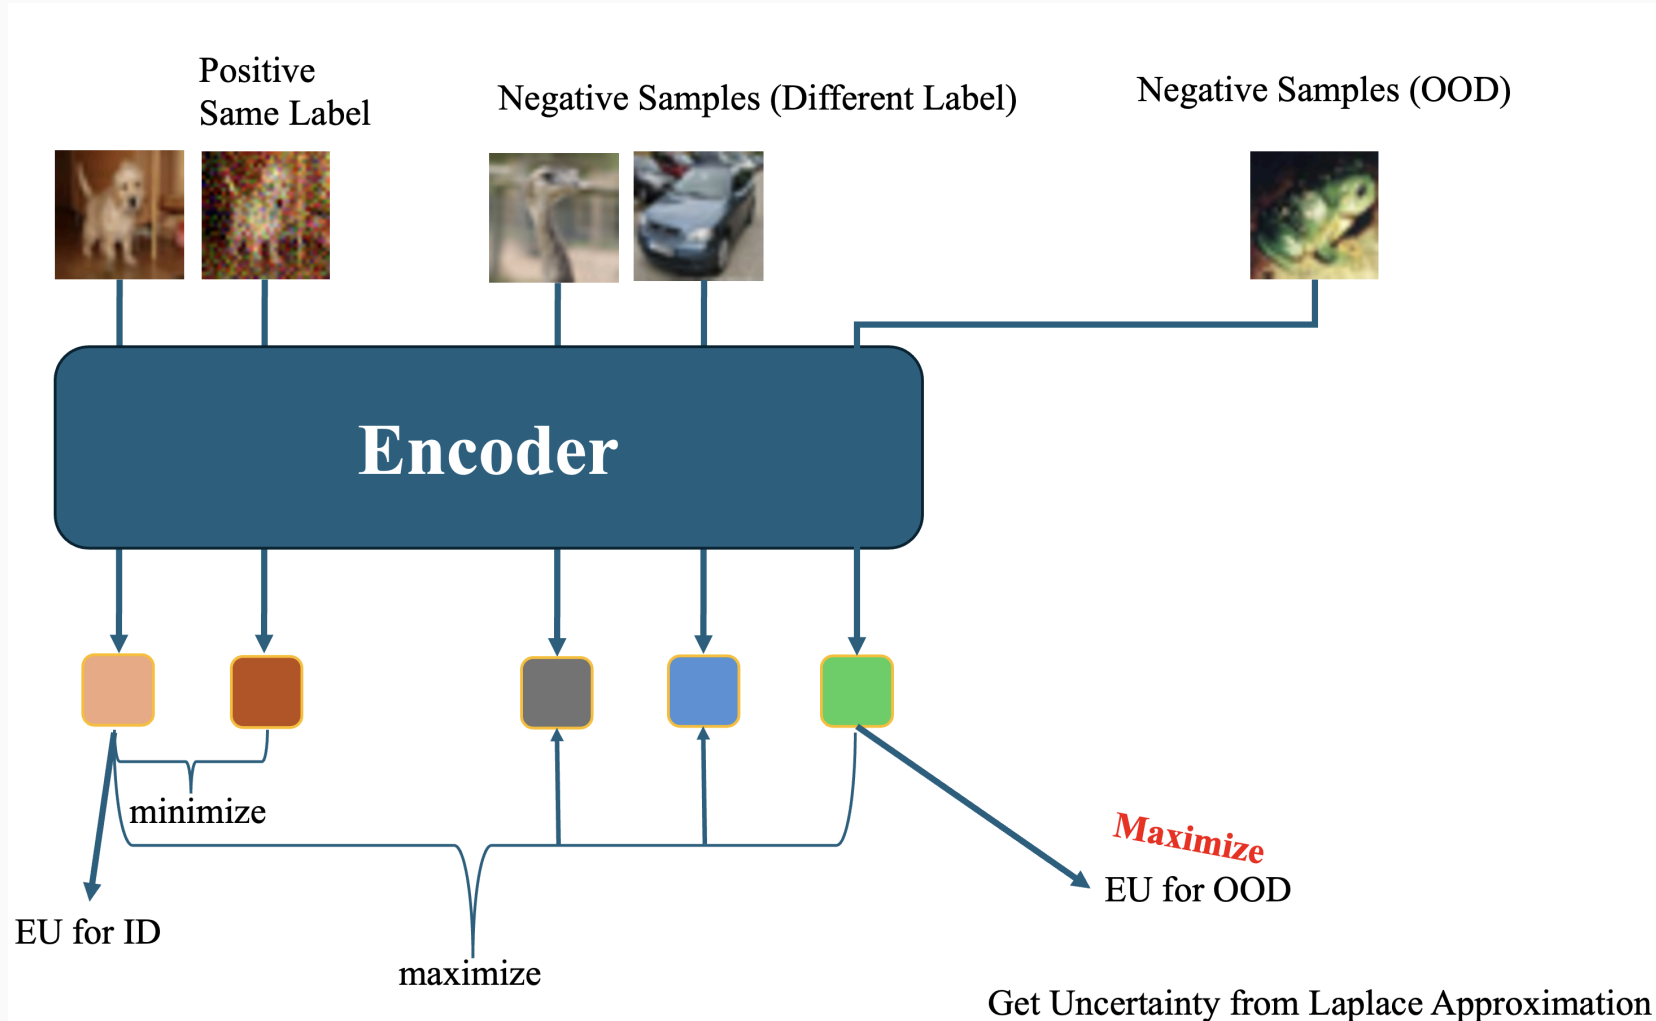 Positive
Same Label
Negative Samples (Different Label)
Negative Samples (OOD)
Encoder
minimize
Maximize
EU for OOD
EU for ID
maximize
Get Uncertainty from Laplace Approximation